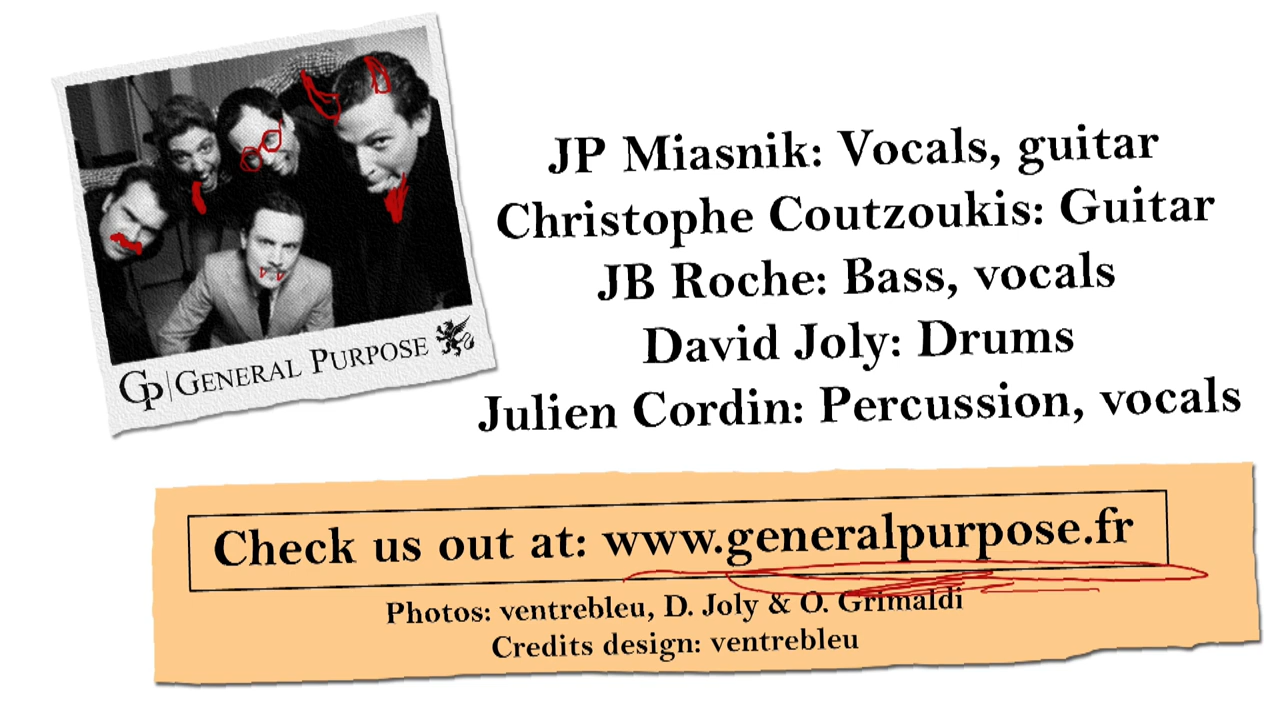 GP|GENERAL PURPOSE
JP Miasnik: Vocals, guitar
Christophe Coutzoukis: Guitar
JB Roche: Bass, vocals
David Joly: Drums
Julien Cordin: Percussion, vocals
Check us out at: www.generalpurpose.fr
Photos: ventrebleu, D. Joly & O. Grimaldi
Credits design: ventrebleu